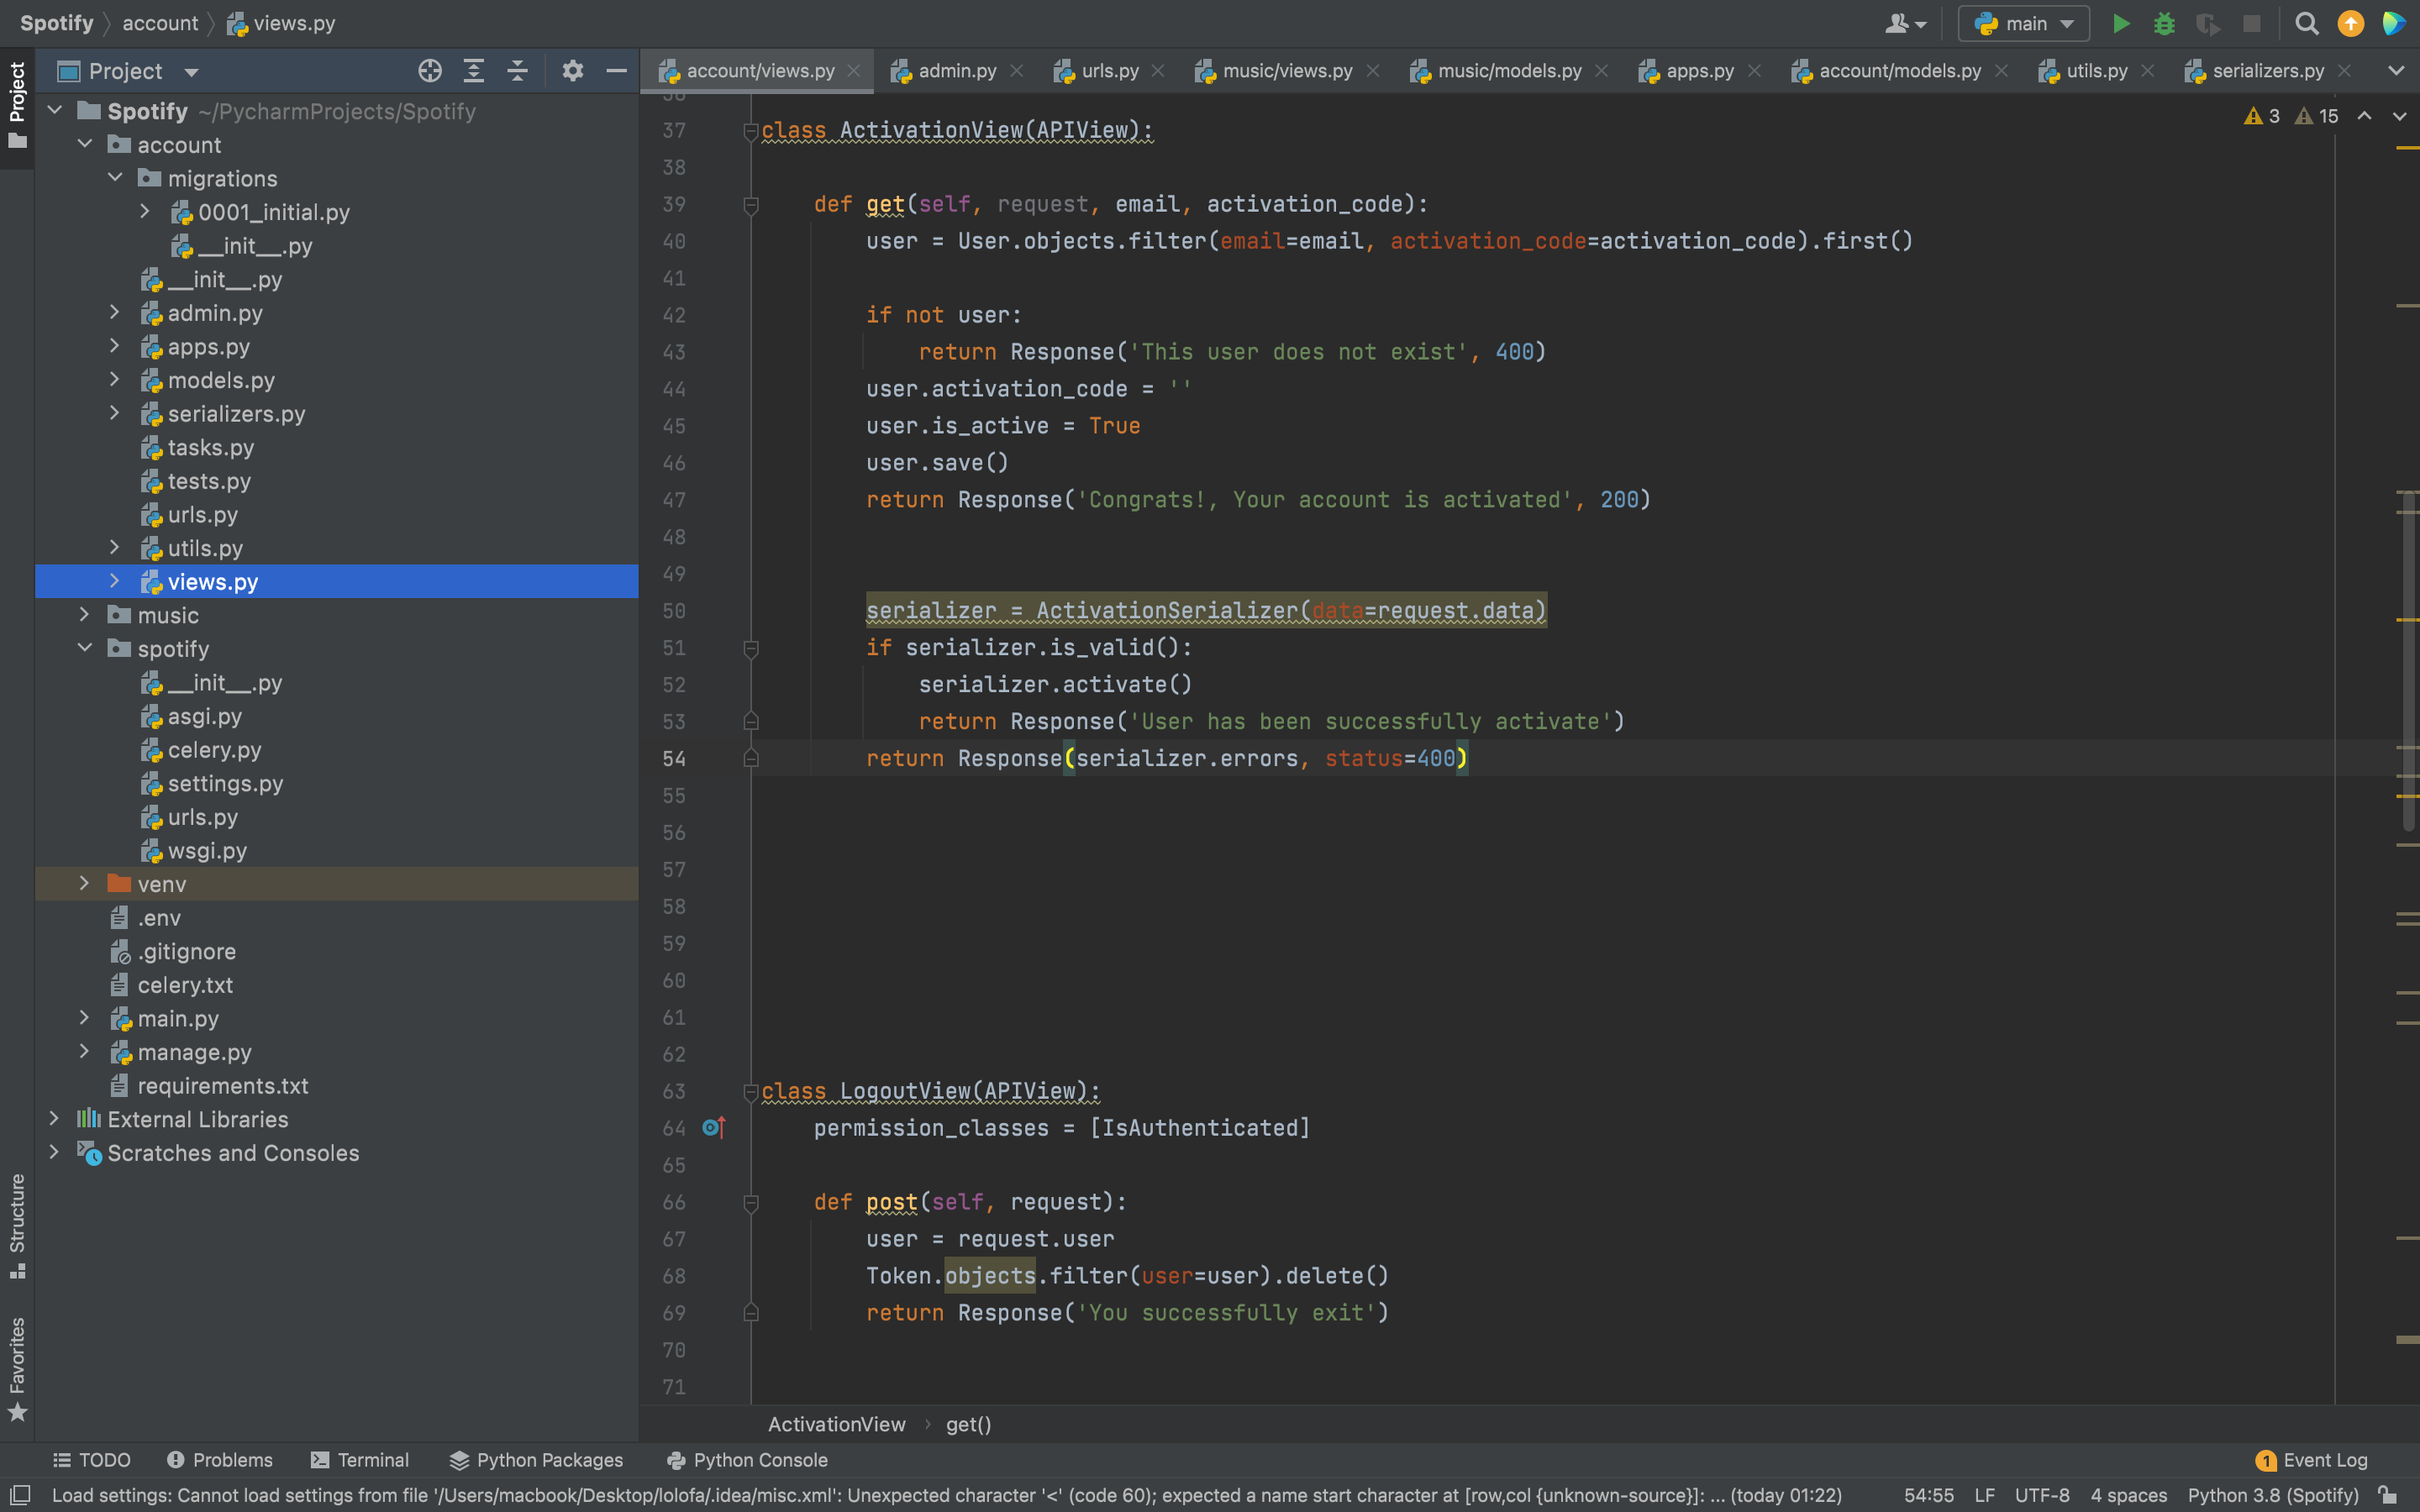 Spotify account views.py
main
Project
account/views.py
admin.py
urls.py
music/views.py
music/models.py
apps.py
account/models.py
utils.py
serializers.py
Project
Spotify ~/PycharmProjects/Spotify
account
migrations
0001_initial.py
__init__.py
__init__.py
admin.py
apps.py
models.py
serializers.py
tasks.py
tests.py
urls.py
utils.py
views.py
music
spotify
__init__.py
asgi.py
celery.py
settings.py
urls.py
wsgi.py
venv
.env
.gitignore
celery.txt
main.py
manage.py
requirements.txt
External Libraries
Scratches and Consoles
Structure
Favorites
3 15
36
37 class ActivationView(APIView):
38
39 def get(self, request, email, activation_code):
40 user = User.objects.filter(email=email, activation_code=activation_code).first()
41
42 if not user:
43 return Response('This user does not exist', 400)
44 user.activation_code = ''
45 user.is_active = True
46 user.save()
47 return Response('Congrats!, Your account is activated', 200)
48
49
50 serializer = ActivationSerializer(data=request.data)
51 if serializer.is_valid():
52 serializer.activate()
53 return Response('User has been successfully activate')
54 return Response(serializer.errors, status=400)
55
56
57
58
59
60
61
62
63 class LogoutView(APIView):
64 permission_classes = [IsAuthenticated]
65
66 def post(self, request):
67 user = request.user
68 Token.objects.filter(user=user).delete()
69 return Response('You successfully exit')
70
71
ActivationView get()
TODO
Problems
Terminal
Python Packages
Python Console
1 Event Log
Load settings: Cannot load settings from file '/Users/macbook/Desktop/lolofa/.idea/misc.xml': Unexpected character '<' (code 60); expected a name start character at [row,col {unknown-source}]: ... (today 01:22)
54:55 LF UTF-8 4 spaces Python 3.8 (Spotify)